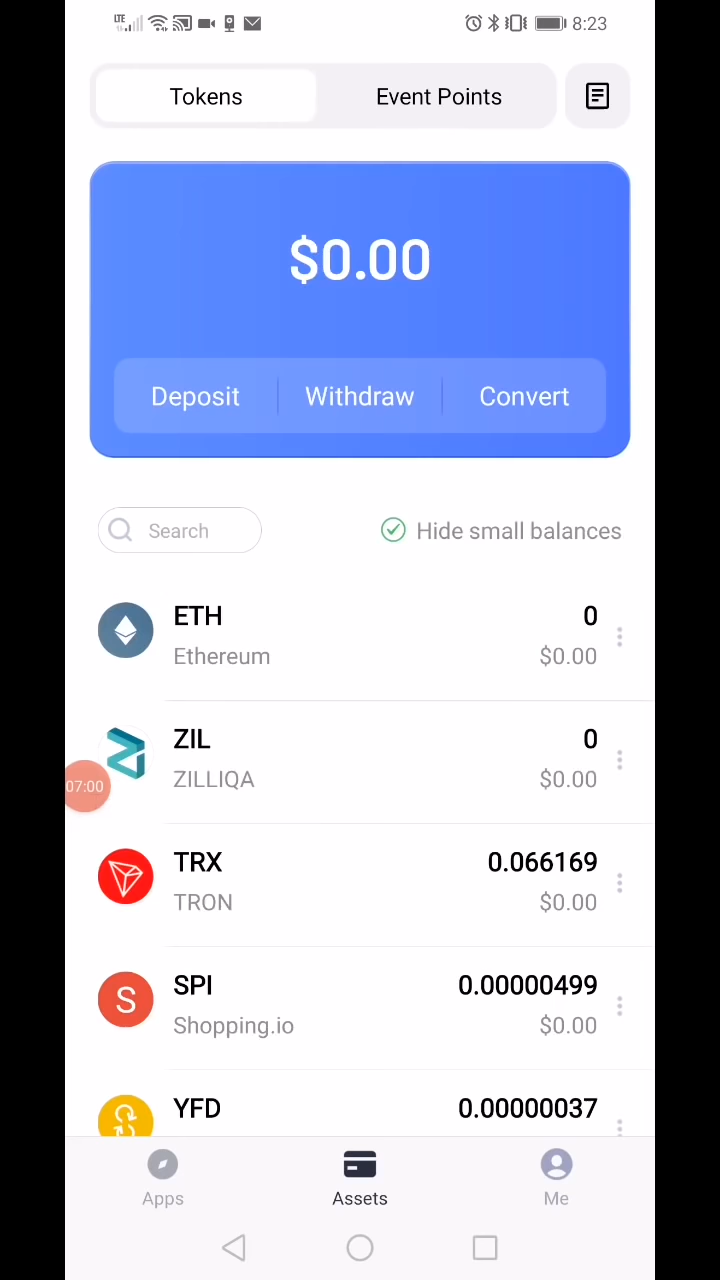 LTE 8:23
Tokens Event Points
$0.00
Deposit Withdraw Convert
Search Hide small balances
ETH 0
Ethereum $0.00
ZIL 0
ZILLIQA $0.00
07:00
TRX 0.066169
TRON $0.00
SPI 0.00000499
S
Shopping.io $0.00
YFD 0.00000037
Apps Assets Me